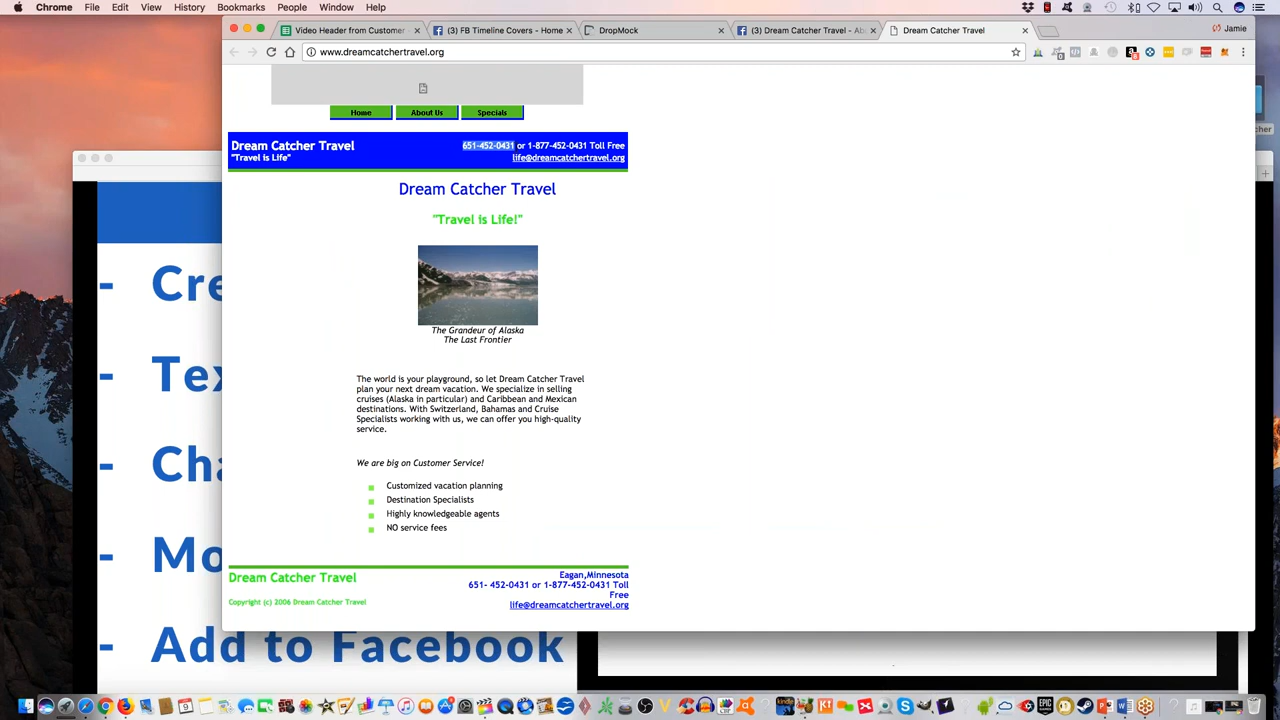 Chrome File Edit View History Bookmarks People Window Help
Video Header from Customer
(3) FB Timeline Covers - Home
DropMock
(3) Dream Catcher Travel - Ab
Dream Catcher Travel
Jamie
www.dreamcatchertravel.org
Home About Us Specials
Dream Catcher Travel 651-452-0431 or 1-877-452-0431 Toll Free
"Travel is Life" life@dreamcatchertravel.org
Dream Catcher Travel
"Travel is Life!"
The Grandeur of Alaska
The Last Frontier
The world is your playground, so let Dream Catcher Travel
plan your next dream vacation. We specialize in selling
cruises (Alaska in particular) and Caribbean and Mexican
destinations. With Switzerland, Bahamas and Cruise
Specialists working with us, we can offer you high-quality
service.
We are big on Customer Service!
Customized vacation planning
Destination Specialists
Highly knowledgeable agents
NO service fees
Dream Catcher Travel
Copyright (c) 2006 Dream Catcher Travel
Eagan,Minnesota
651- 452-0431 or 1-877-452-0431 Toll
Free
life@dreamcatchertravel.org
- Cre
- Tex
- Cha
- Mo
- Add to Facebook